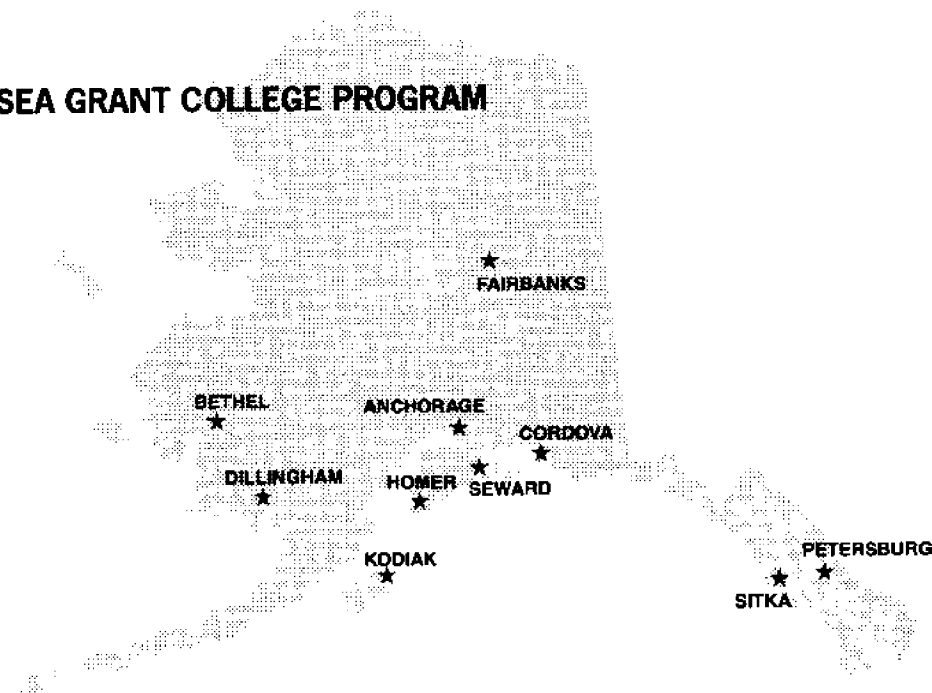 SEA GRANT COLLEGE PROGRAM
FAIRBANKS
BETHEL
ANCHORAGE
CORDOVA
DILLINGHAM
HOMER
SEWARD
KODIAK
PETERSBURG
SITKA